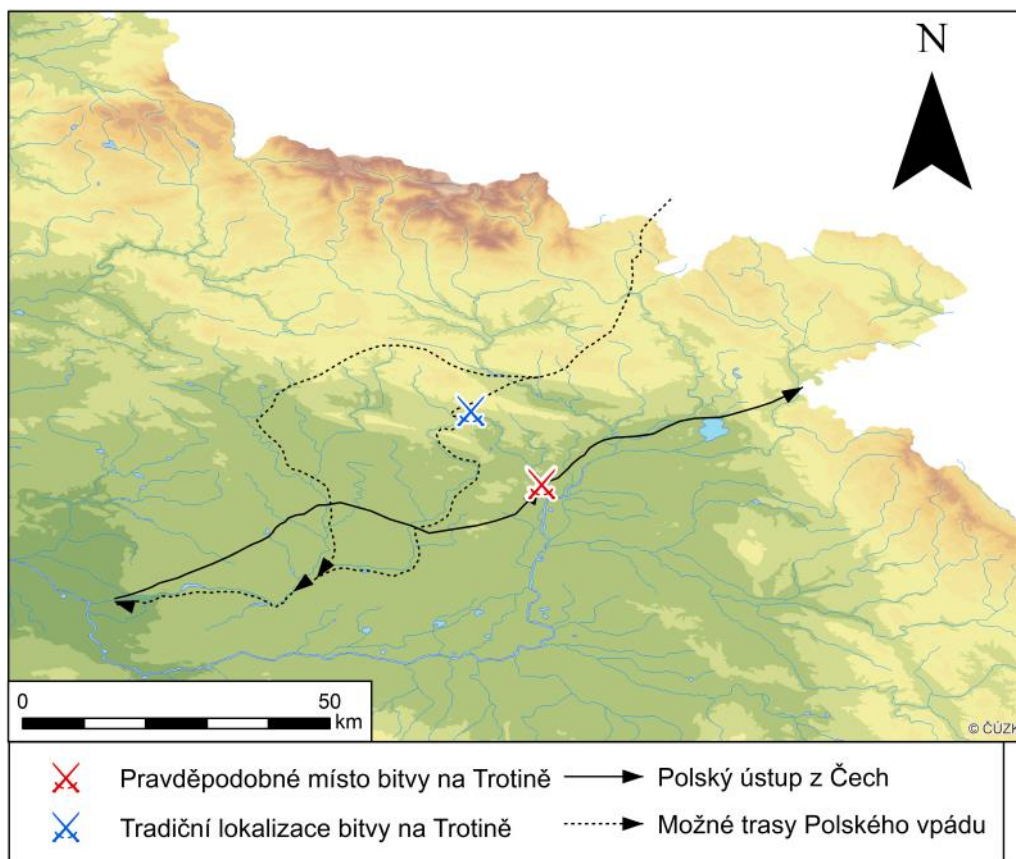 N
0 50
km
© ČÚZK
Pravděpodobné místo bitvy na Trotině
Polský ústup z Čech
Tradiční lokalizace bitvy na Trotině
Možné trasy Polského vpádu